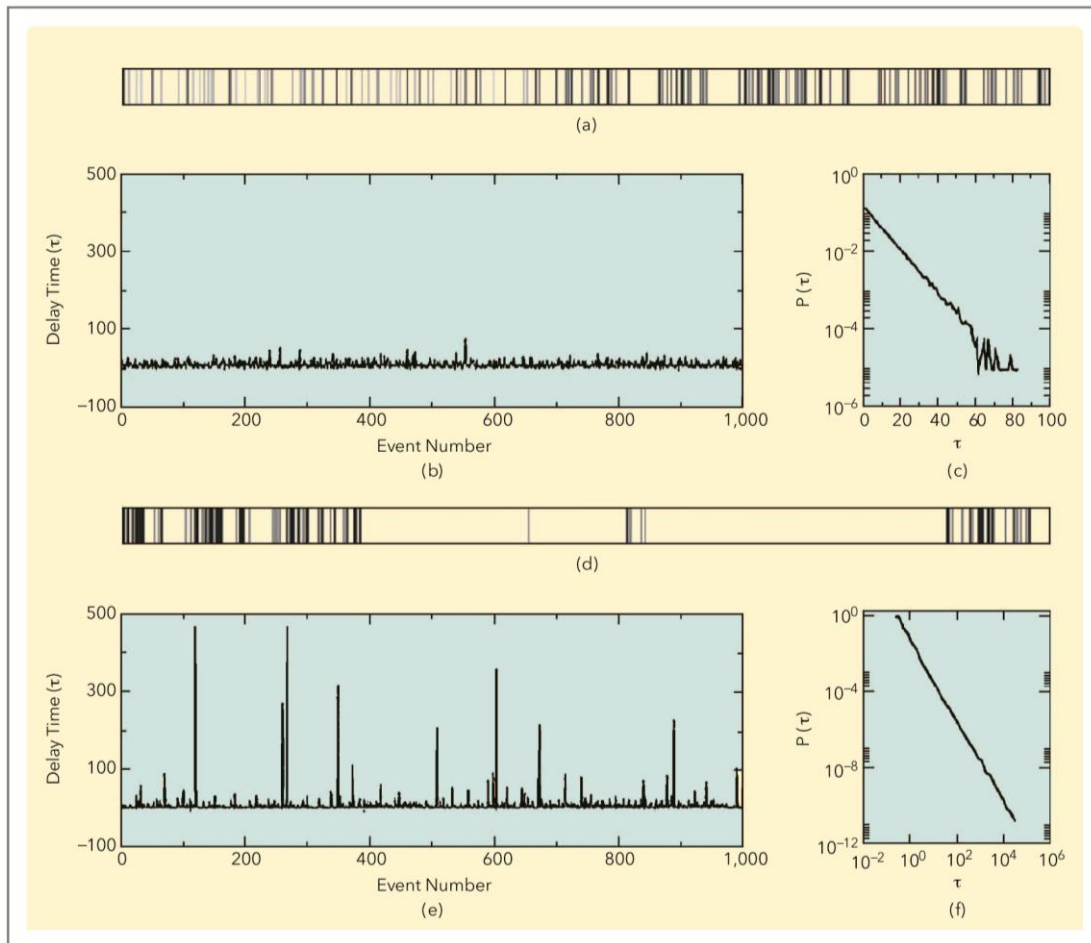 (a)
500
300
100
–100
Delay Time (τ)
0
200
400
600
800
1,000
Event Number
(b)
10⁰
10⁻²
10⁻⁴
10⁻⁶
P (τ)
0
20
40
60
80
100
τ
(c)
(d)
500
300
100
–100
Delay Time (τ)
0
200
400
600
800
1,000
Event Number
(e)
10⁰
10⁻⁴
10⁻⁸
10⁻¹²
P (τ)
10⁻²
10⁰
10²
10⁴
10⁶
τ
(f)